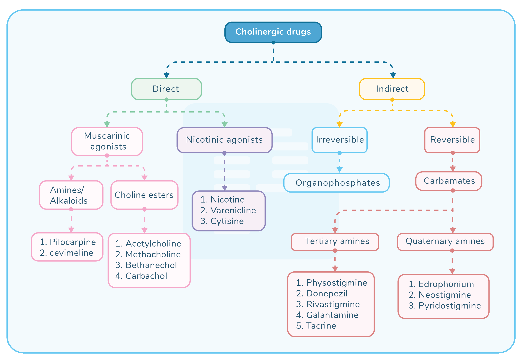 Cholinergic drugs
Direct
Indirect
Muscarinic
agonists
Nicotinic agonists
Irreversible
Reversible
Amines/
Alkaloids
Choline esters
1. Nicotine
2. Varenicline
3. Cytisine
Organophosphates
Carbamates
1. Pilocarpine
2. cevimeline
1. Acetylcholine
2. Methacholine
3. Bethanechol
4. Carbachol
Tertiary amines
Quaternary amines
1. Physostigmine
2. Donepezil
3. Rivastigmine
4. Galantamine
5. Tacrine
1. Edrophonium
2. Neostigmine
3. Pyridostigmine